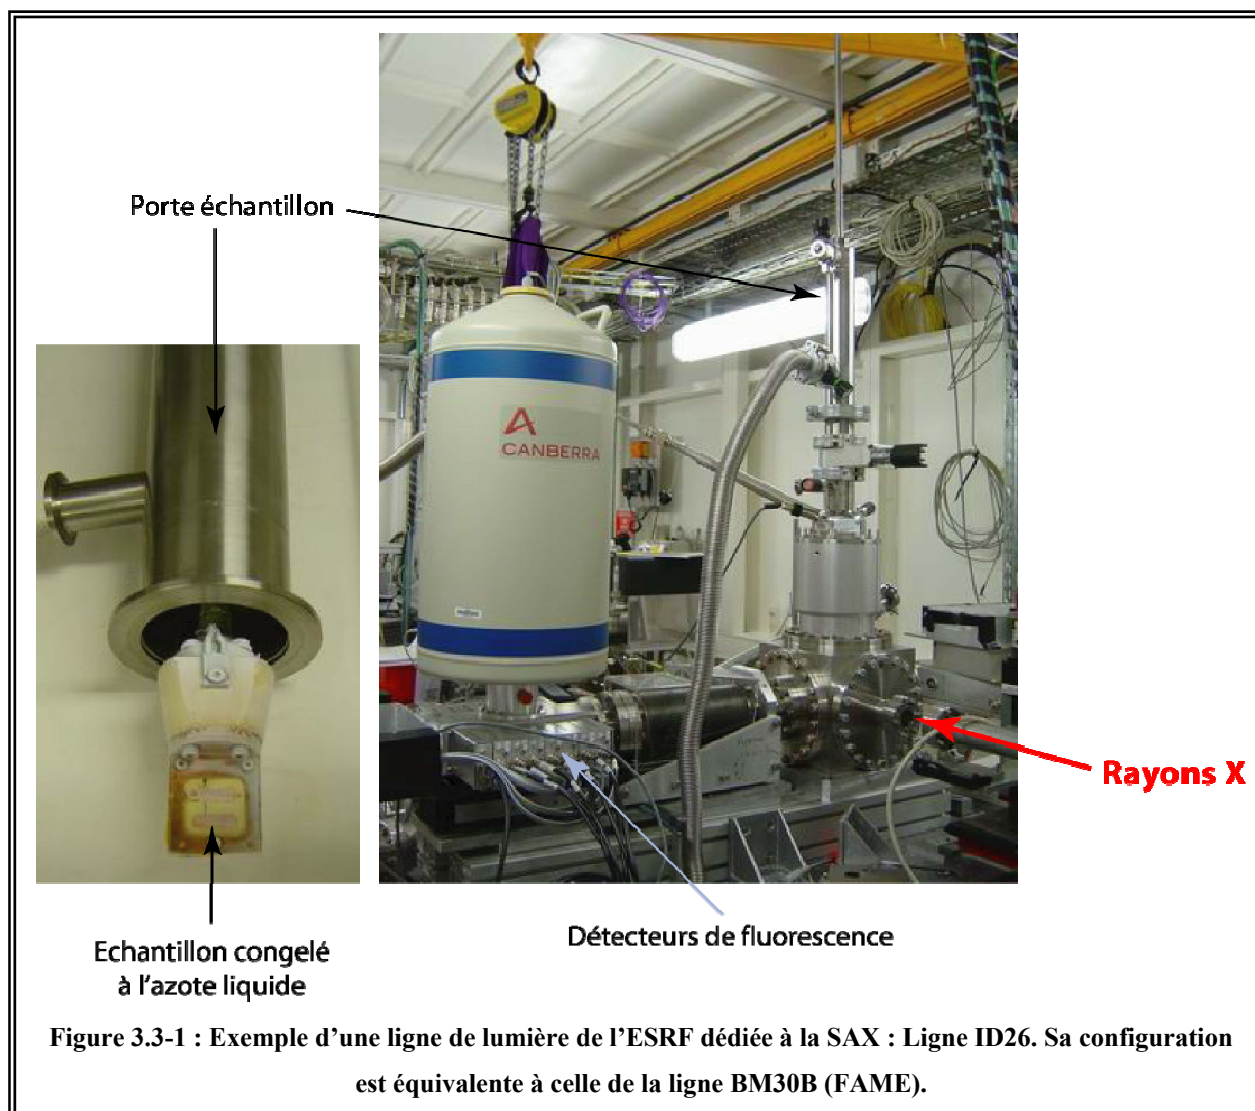 Porte échantillon
CANBERRA
Rayons X
Echantillon congelé
à l'azote liquide
Détecteurs de fluorescence
Figure 3.3-1 : Exemple d'une ligne de lumière de l'ESRF dédiée à la SAX : Ligne ID26. Sa configuration
est équivalente à celle de la ligne BM30B (FAME).